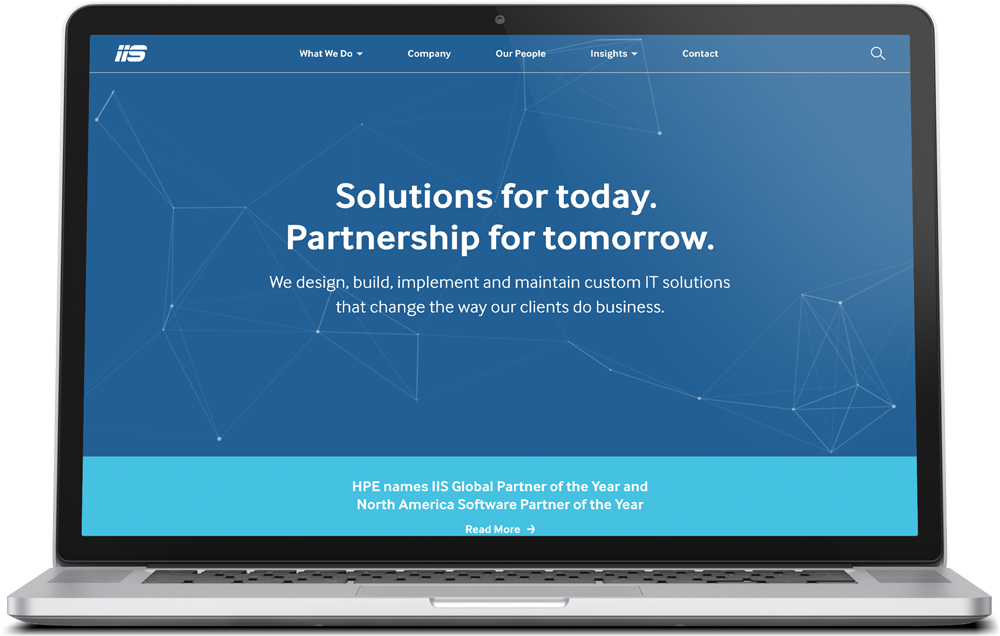 iiS
What We Do
Company
Our People
Insights
Contact
Solutions for today.
Partnership for tomorrow.
We design, build, implement and maintain custom IT solutions
that change the way our clients do business.
HPE names IIS Global Partner of the Year and
North America Software Partner of the Year
Read More →